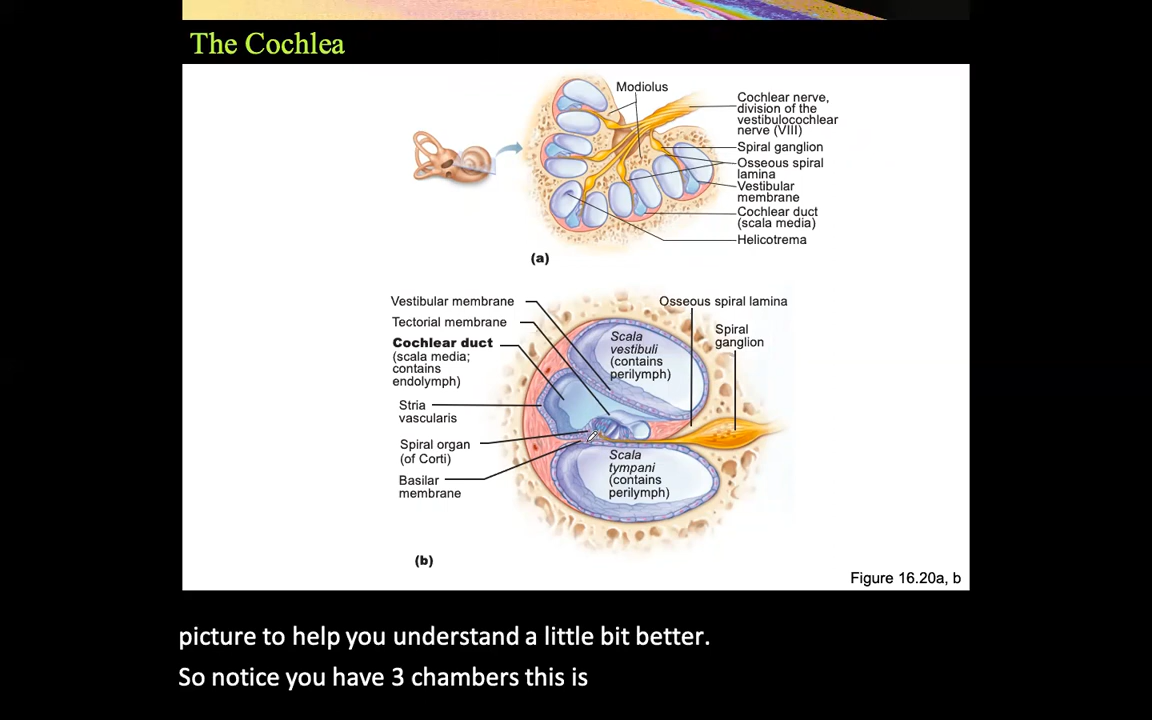 The Cochlea
Modiolus
Cochlear nerve,
division of the
vestibulocochlear
nerve (VIII)
Spiral ganglion
Osseous spiral
lamina
Vestibular
membrane
Cochlear duct
(scala media)
Helicotrema
(a)
Vestibular membrane
Tectorial membrane
Cochlear duct
(scala media;
contains
endolymph)
Stria
vascularis
Spiral organ
(of Corti)
Basilar
membrane
Osseous spiral lamina
Spiral
ganglion
Scala
vestibuli
(contains
perilymph)
Scala
tympani
(contains
perilymph)
(b)
Figure 16.20a, b
picture to help you understand a little bit better.
So notice you have 3 chambers this is